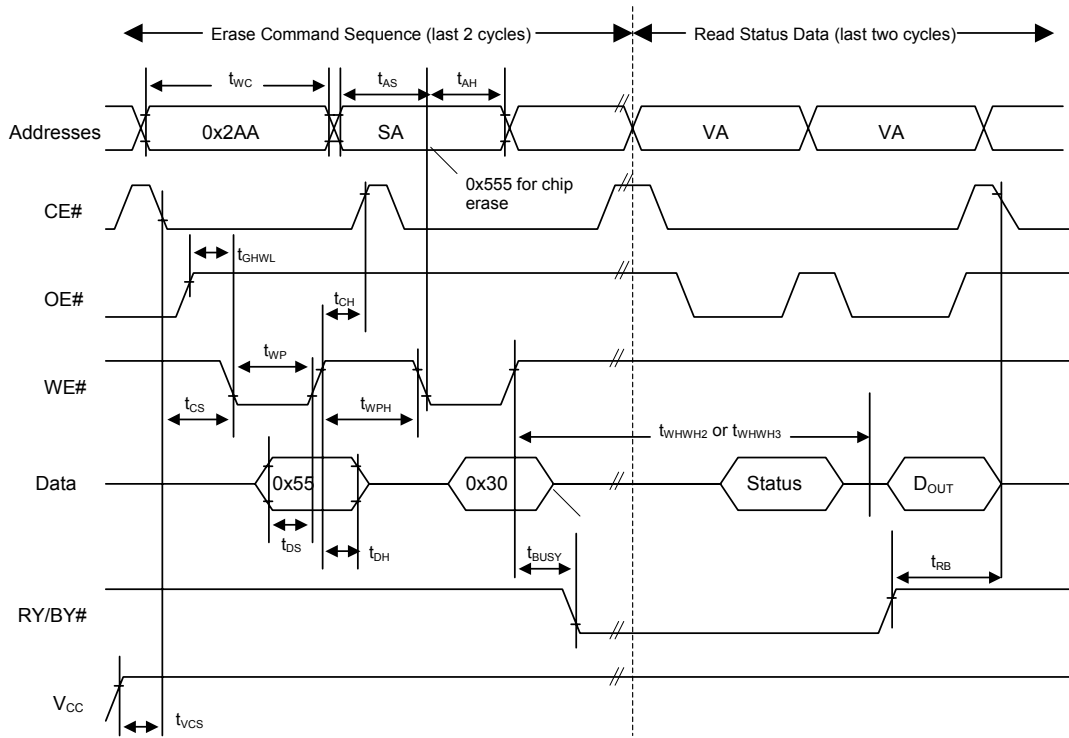 Erase Command Sequence (last 2 cycles)
Read Status Data (last two cycles)
tWC
tAS
tAH
Addresses
0x2AA
SA
VA
VA
0x555 for chip
erase
CE#
tGHWL
OE#
tCH
tWP
WE#
tCS
tWPH
tWHWH2 or tWHWH3
Data
0x55
0x30
Status
DOUT
tDS
tDH
tBUSY
tRB
RY/BY#
VCC
tVCS